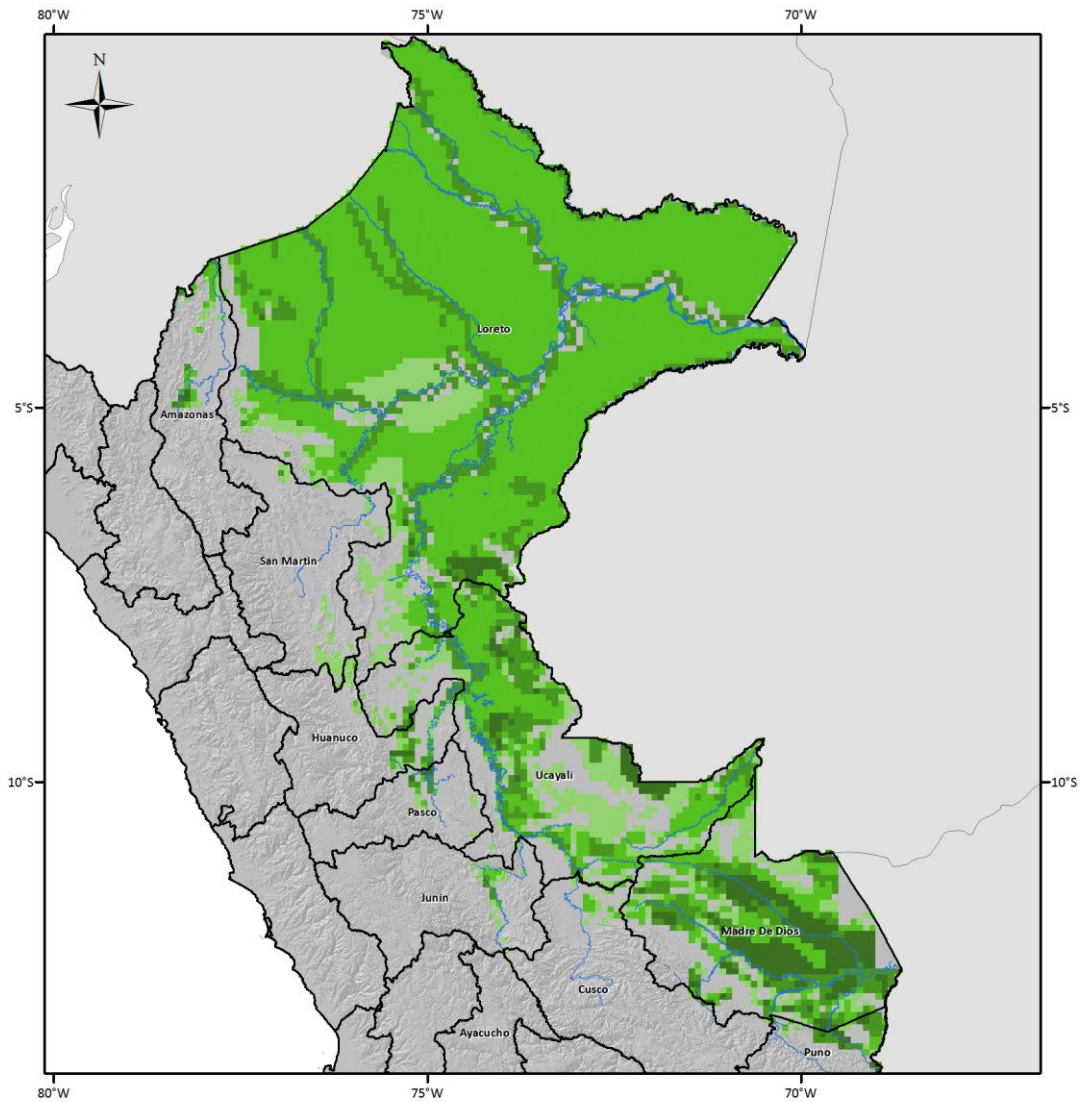 80°W 75°W 70°W
N
Loreto
5°S 5°S
Amazonas
San Martin
Huanuco
Ucayali
10°S 10°S
Pasco
Junin
Madre De Dios
Cusco
Ayacucho
Puno
80°W 75°W 70°W